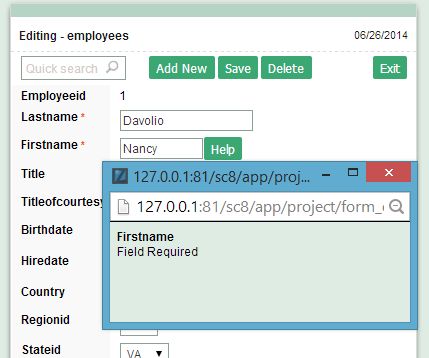 Editing - employees 06/26/2014
Quick search Add New Save Delete Exit
Employeeid 1
Lastname * Davolio
Firstname * Nancy Help
Title
Titleofcourtesy
Birthdate
Hiredate
Country
Regionid
Stateid VA
127.0.0.1:81/sc8/app/proj...
127.0.0.1:81/sc8/app/project/form_
Firstname
Field Required